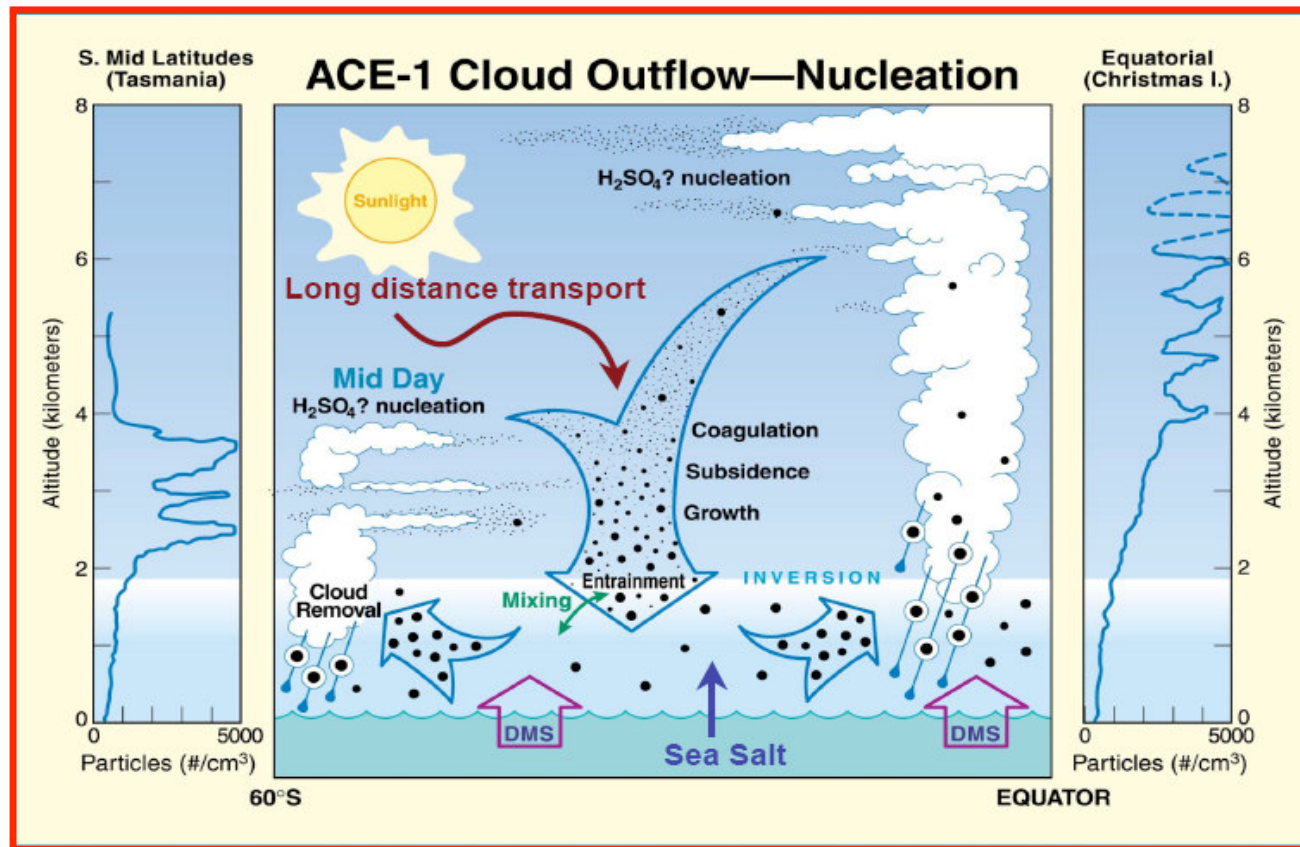 S. Mid Latitudes
(Tasmania)
ACE-1 Cloud Outflow—Nucleation
Equatorial
(Christmas I.)
8
6
4
2
0
Altitude (kilometers)
0 5000
Particles (#/cm³)
Sunlight
H₂SO₄? nucleation
Long distance transport
Mid Day
H₂SO₄? nucleation
Coagulation
Subsidence
Growth
Entrainment
INVERSION
Cloud
Removal
Mixing
DMS
Sea Salt
DMS
60°S
EQUATOR
8
6
4
2
0
Altitude (kilometers)
0 5000
Particles (#/cm³)